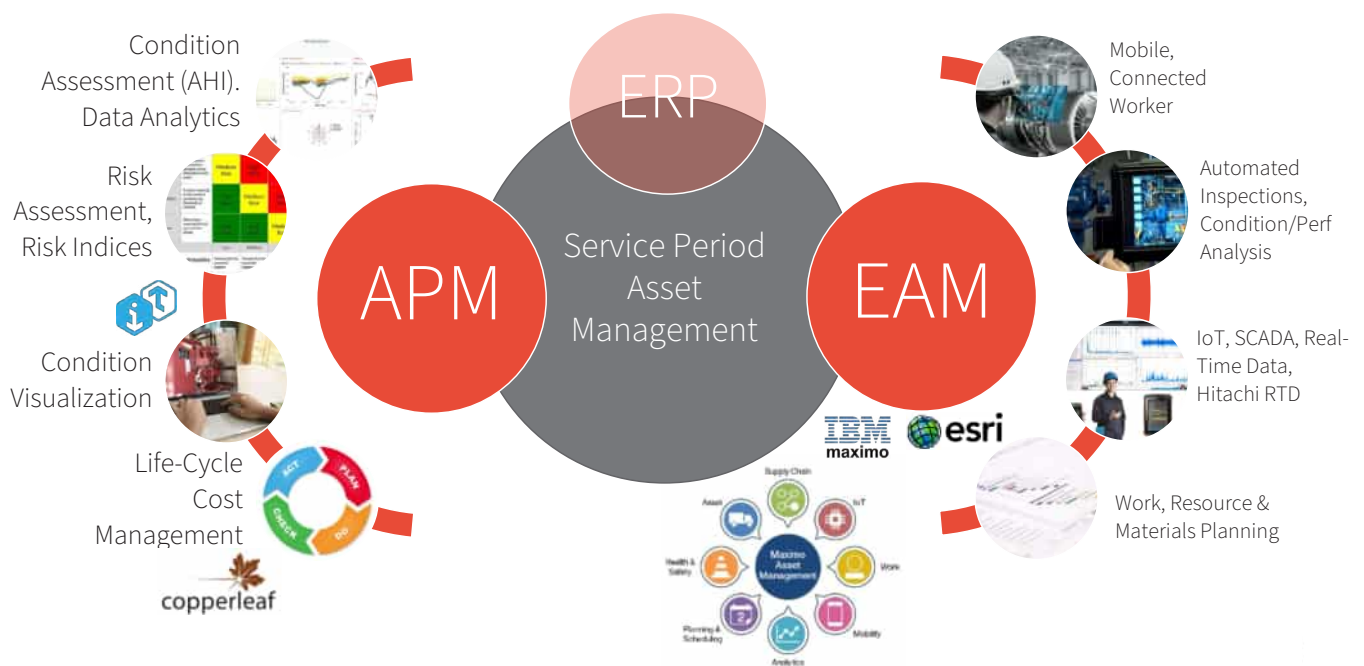 Condition
Assessment (AHI).
Data Analytics
Risk
Assessment,
Risk Indices
Condition
Visualization
Life-Cycle
Cost
Management
ACT
PLAN
CHECK
DO
copperleaf
ERP
APM
Service Period
Asset
Management
EAM
IBM
maximo
esri
Supply Chain
Asset
IoT
Health &
Safety
Maximo
Asset
Management
Work
Planning &
Scheduling
Mobility
Analytics
Mobile,
Connected
Worker
Automated
Inspections,
Condition/Perf
Analysis
IoT, SCADA, Real-
Time Data,
Hitachi RTD
Work, Resource &
Materials Planning